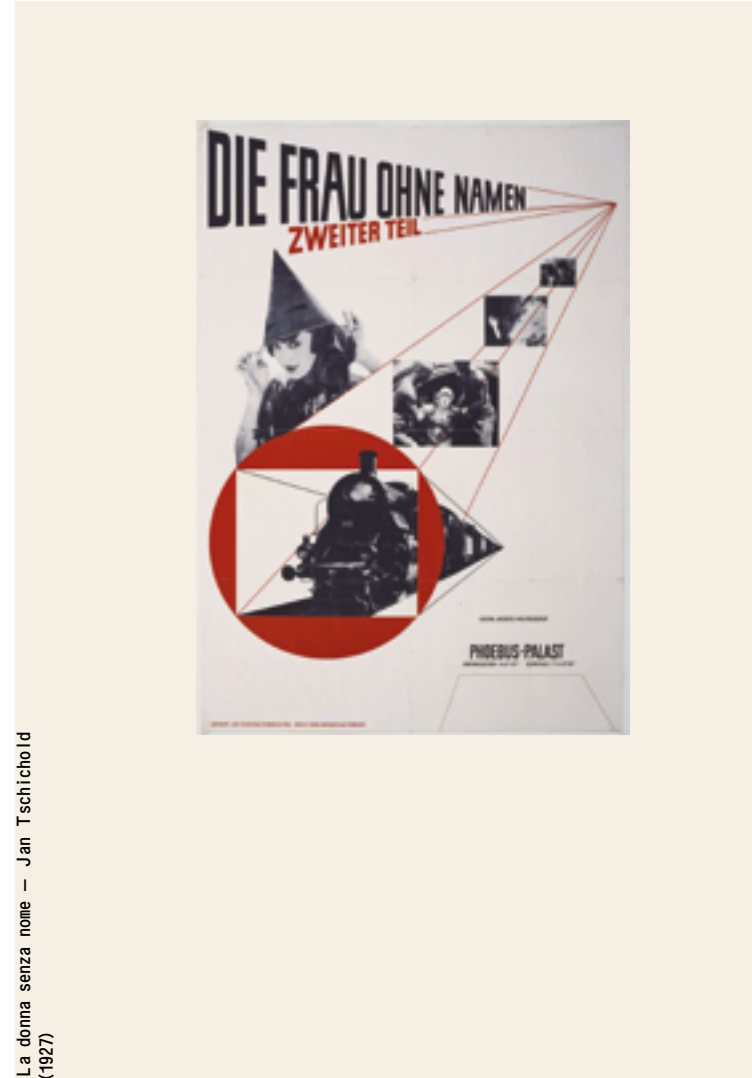 DIE FRAU OHNE NAMEN
ZWEITER TEIL
PHOEBUS-PALAST
La donna senza nome – Jan Tschichold
(1927)